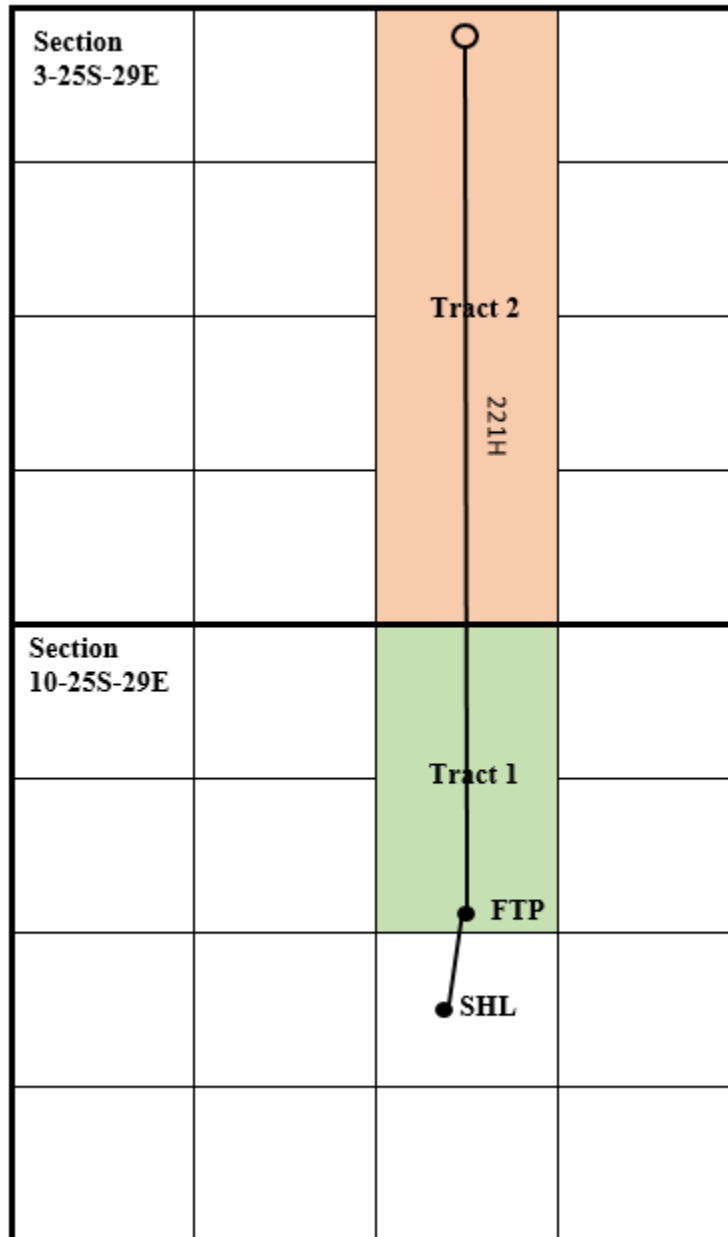 Section
3-25S-29E
Tract 2
221H
Section
10-25S-29E
Tract 1
FTP
SHL